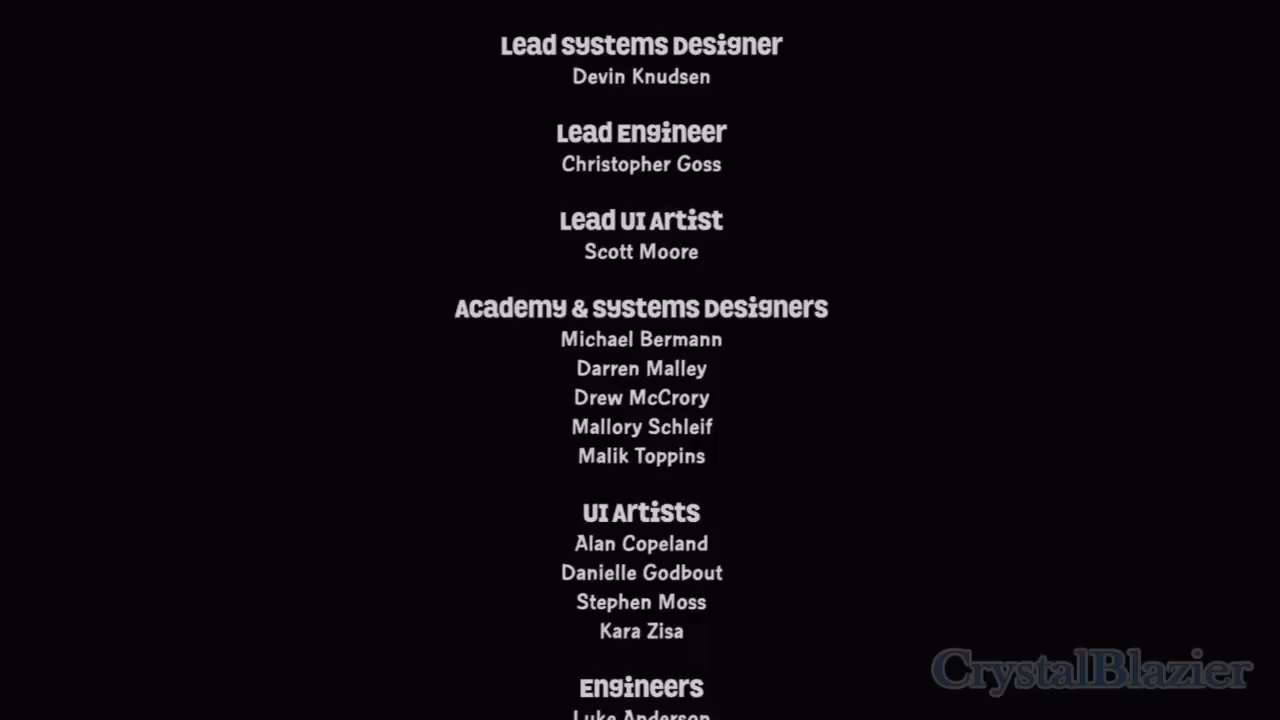 Lead Systems Designer
Devin Knudsen
Lead Engineer
Christopher Goss
Lead UI Artist
Scott Moore
Academy & Systems Designers
Michael Bermann
Darren Malley
Drew McCrory
Mallory Schleif
Malik Toppins
UI Artists
Alan Copeland
Danielle Godbout
Stephen Moss
Kara Zisa
Engineers
Luke Anderson
CrystalBlazier